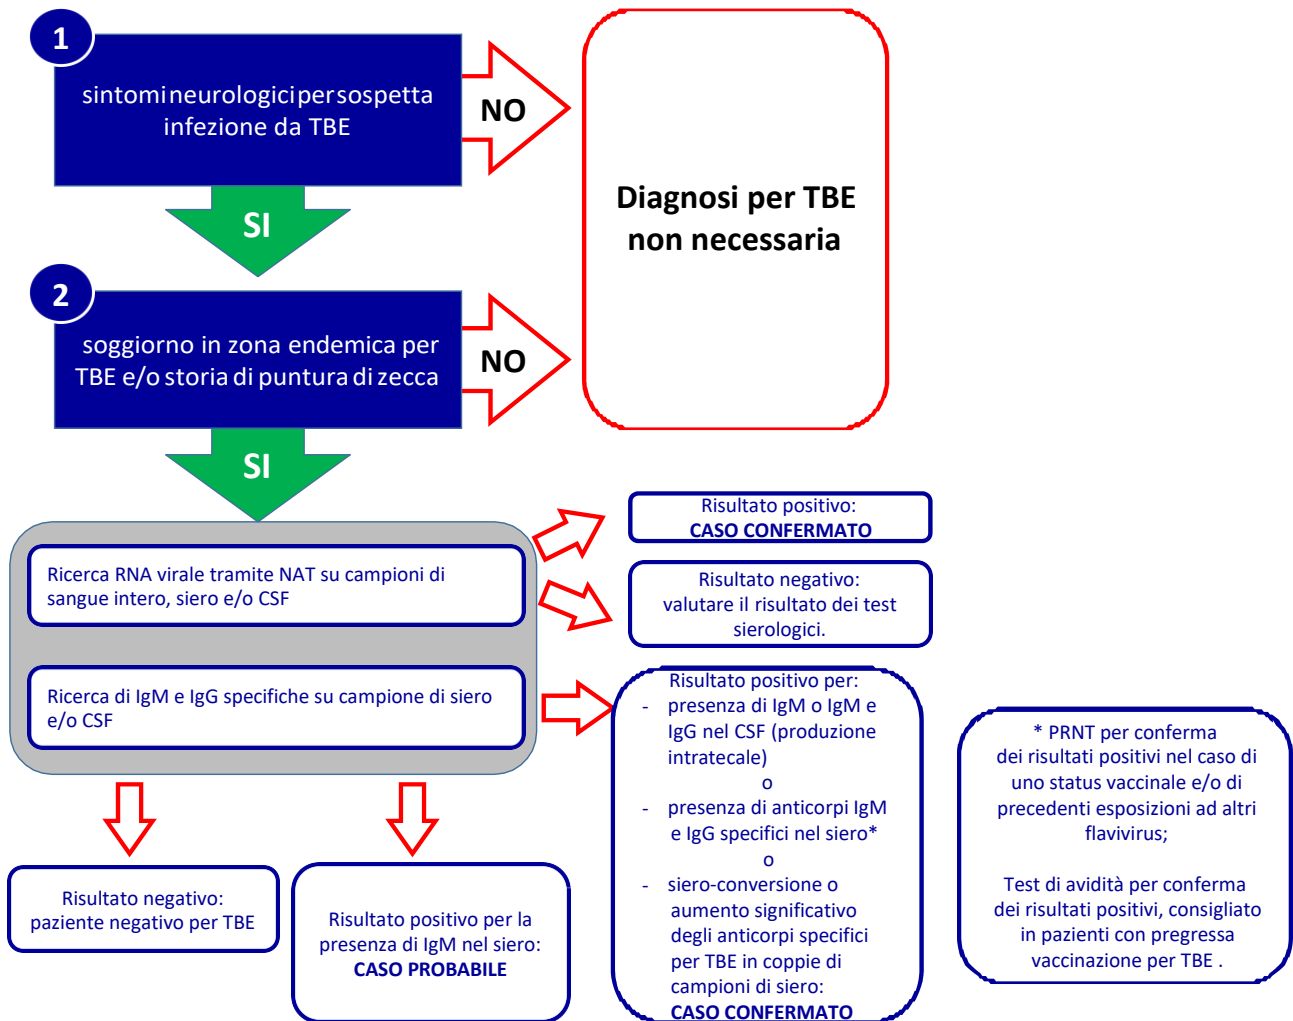 1
sintomi neurologici per sospetta
infezione da TBE
NO
SI
Diagnosi per TBE
non necessaria
2
soggiorno in zona endemica per
TBE e/o storia di puntura di zecca
NO
SI
Ricerca RNA virale tramite NAT su campioni di
sangue intero, siero e/o CSF
Ricerca di IgM e IgG specifiche su campione di siero
e/o CSF
Risultato positivo:
CASO CONFERMATO
Risultato negativo:
valutare il risultato dei test
sierologici.
Risultato positivo per:
- presenza di IgM o IgM e
IgG nel CSF (produzione
intratecale)
o
- presenza di anticorpi IgM
e IgG specifici nel siero*
o
- siero-conversione o
aumento significativo
degli anticorpi specifici
per TBE in coppie di
campioni di siero:
CASO CONFERMATO
* PRNT per conferma
dei risultati positivi nel caso di
uno status vaccinale e/o di
precedenti esposizioni ad altri
flavivirus;
Test di avidità per conferma
dei risultati positivi, consigliato
in pazienti con pregressa
vaccinazione per TBE .
Risultato negativo:
paziente negativo per TBE
Risultato positivo per la
presenza di IgM nel siero:
CASO PROBABILE